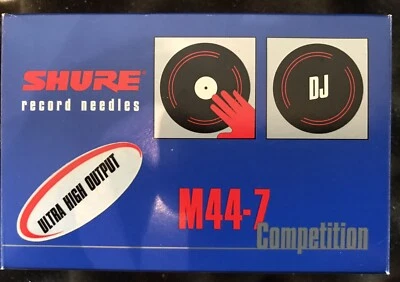 SHURE
record needles
DJ
ULTRA HIGH OUTPUT
M44-7
Competition